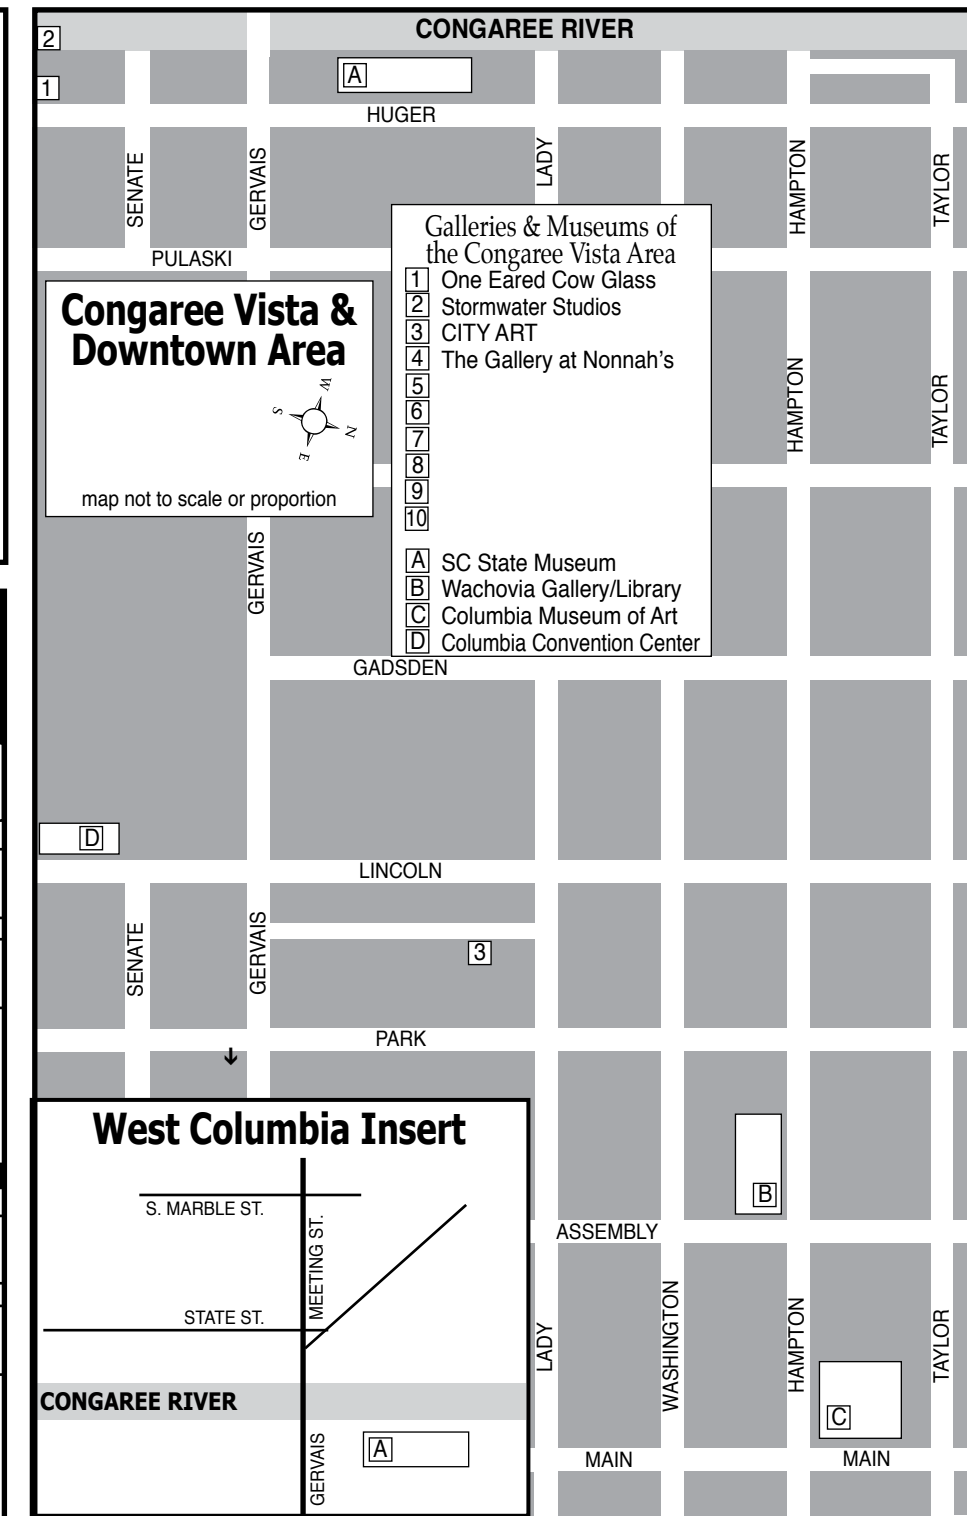 CONGAREE RIVER
2
A
1
HUGER
SENATE
GERVAIS
LADY
HAMPTON
TAYLOR
PULASKI
Galleries & Museums of
the Congaree Vista Area
1 One Eared Cow Glass
2 Stormwater Studios
3 CITY ART
4 The Gallery at Nonnah's
5
6
7
8
9
10
A SC State Museum
B Wachovia Gallery/Library
C Columbia Museum of Art
D Columbia Convention Center
Congaree Vista &
Downtown Area
W
S
N
E
map not to scale or proportion
HAMPTON
TAYLOR
GERVAIS
GADSDEN
D
LINCOLN
SENATE
GERVAIS
3
PARK
West Columbia Insert
S. MARBLE ST.
MEETING ST.
STATE ST.
CONGAREE RIVER
GERVAIS
A
B
ASSEMBLY
LADY
WASHINGTON
HAMPTON
TAYLOR
C
MAIN
MAIN